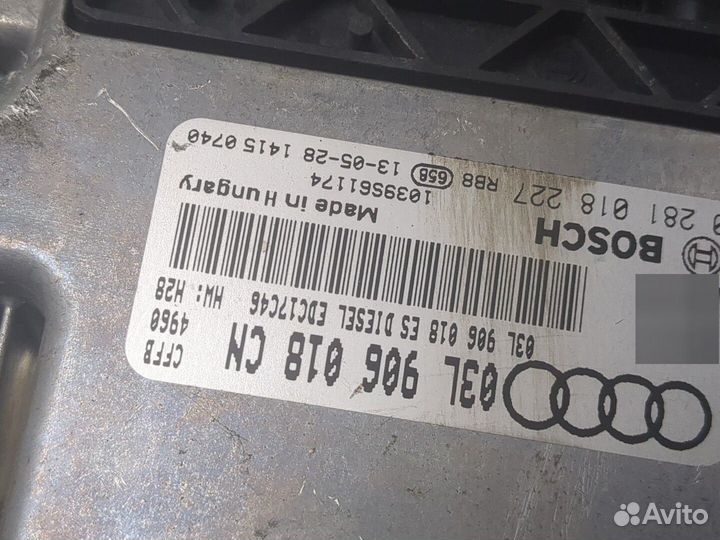 03L 906 018 CN
CFFB
4960
03L 906 018 ES DIESEL EDC17C46 HW: H28
BOSCH
Made in Hungary
0 281 018 227 RB8
1039S61174
65B 13-05-28 1415 0740
Avito